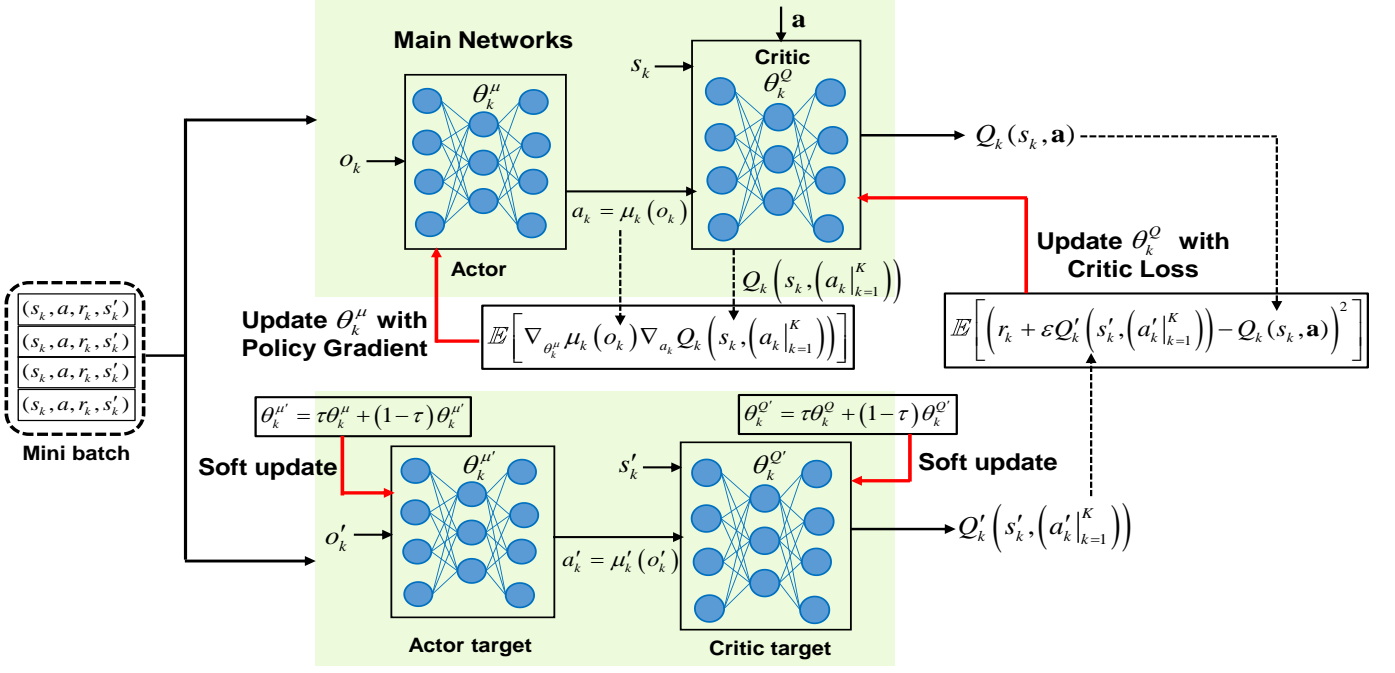 a
Main Networks
Critic
s_k
θ_k^Q
θ_k^μ
Q_k(s_k, a)
o_k
a_k = μ_k(o_k)
Actor
Q_k(s_k, (a_k|_{k=1}^K))
Update θ_k^Q with
Critic Loss
(s_k, a, r_k, s'_k)
(s_k, a, r_k, s'_k)
(s_k, a, r_k, s'_k)
(s_k, a, r_k, s'_k)
Mini batch
Update θ_k^μ with
Policy Gradient
𝔼[∇_{θ_k^μ} μ_k(o_k) ∇_{a_k} Q_k(s_k, (a_k|_{k=1}^K))]
𝔼[(r_k + εQ'_k(s'_k, (a'_k|_{k=1}^K)) − Q_k(s_k, a))^2]
θ_k^{μ'} = τθ_k^μ + (1−τ)θ_k^{μ'}
θ_k^{Q'} = τθ_k^Q + (1−τ)θ_k^{Q'}
Soft update
θ_k^{μ'}
s'_k
θ_k^{Q'}
Soft update
o'_k
a'_k = μ'_k(o'_k)
Q'_k(s'_k, (a'_k|_{k=1}^K))
Actor target
Critic target